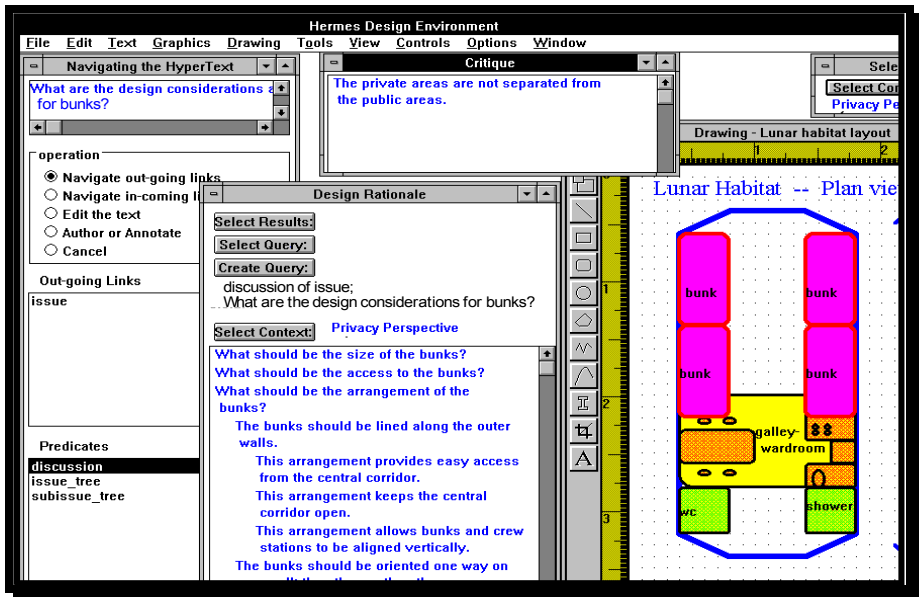 Hermes Design Environment
File Edit Text Graphics Drawing Tools View Controls Options Window
Navigating the HyperText
What are the design considerations
for bunks?
operation
Navigate out-going links
Navigate in-coming
Edit the text
Author or Annotate
Cancel
Out-going Links
issue
Predicates
discussion
issue_tree
subissue_tree
Critique
The private areas are not separated from
the public areas.
Design Rationale
Select Results:
Select Query:
Create Query:
discussion of issue;
What are the design considerations for bunks?
Select Context: Privacy Perspective
What should be the size of the bunks?
What should be the access to the bunks?
What should be the arrangement of the
bunks?
The bunks should be lined along the outer
walls.
This arrangement provides easy access
from the central corridor.
This arrangement keeps the central
corridor open.
This arrangement allows bunks and crew
stations to be aligned vertically.
The bunks should be oriented one way on
Sele
Select Con
Privacy Pe
Drawing - Lunar habitat layout
1 2
Lunar Habitat -- Plan vie
1
2
3
bunk bunk
bunk bunk
galley-
wardroom
wc shower
A